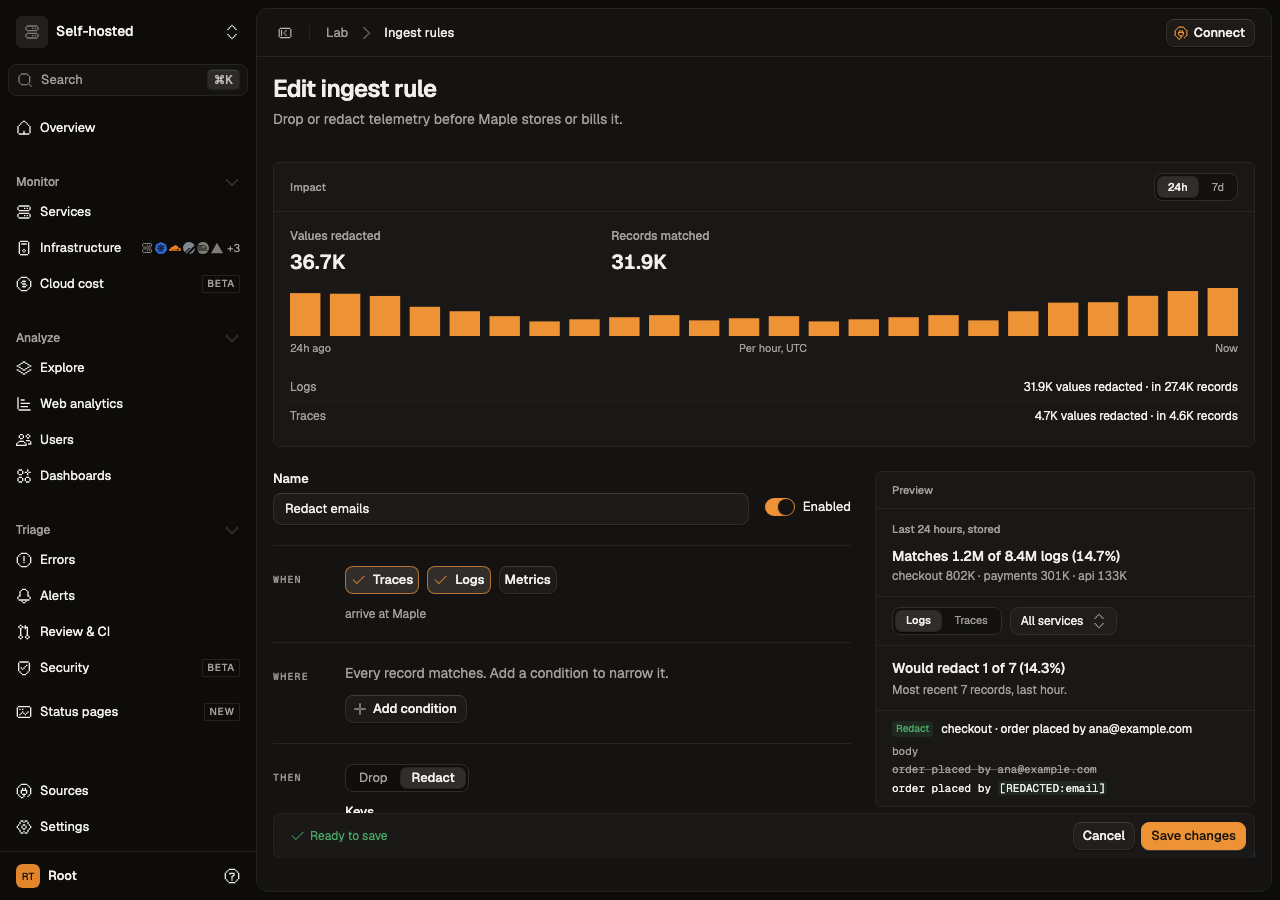 Self-hosted
Search
⌘K
Overview
Monitor
Services
Infrastructure
+3
Cloud cost
BETA
Analyze
Explore
Web analytics
Users
Dashboards
Triage
Errors
Alerts
Review & CI
Security
BETA
Status pages
NEW
Sources
Settings
RT
Root
Lab
Ingest rules
Connect
Edit ingest rule
Drop or redact telemetry before Maple stores or bills it.
Impact
24h
7d
Values redacted
Records matched
36.7K
31.9K
24h ago
Per hour, UTC
Now
Logs
31.9K values redacted · in 27.4K records
Traces
4.7K values redacted · in 4.6K records
Name
Redact emails
Enabled
WHEN
Traces
Logs
Metrics
arrive at Maple
WHERE
Every record matches. Add a condition to narrow it.
Add condition
THEN
Drop
Redact
Keys
Preview
Last 24 hours, stored
Matches 1.2M of 8.4M logs (14.7%)
checkout 802K · payments 301K · api 133K
Logs
Traces
All services
Would redact 1 of 7 (14.3%)
Most recent 7 records, last hour.
Redact
checkout · order placed by ana@example.com
body
order placed by ana@example.com
order placed by [REDACTED:email]
Ready to save
Cancel
Save changes